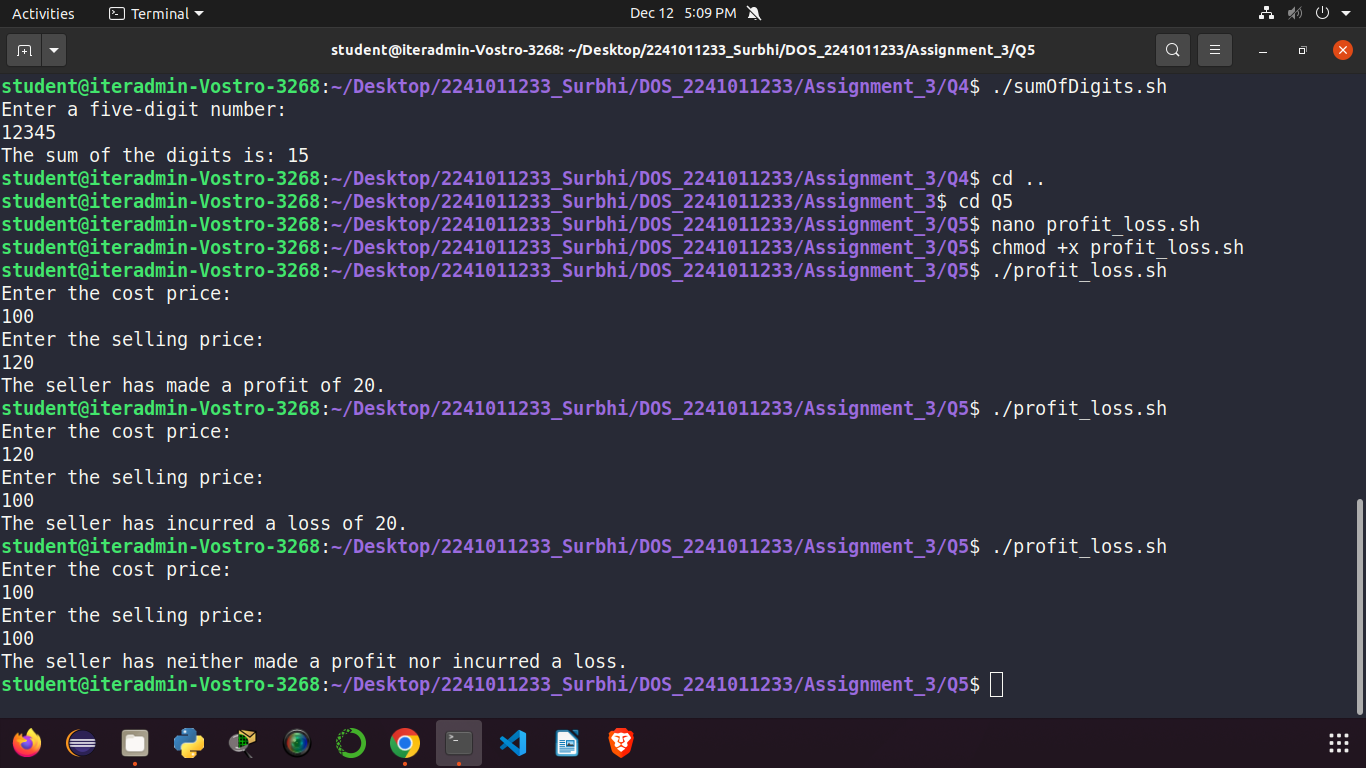 Activities Terminal Dec 12 5:09 PM
student@iteradmin-Vostro-3268: ~/Desktop/2241011233_Surbhi/DOS_2241011233/Assignment_3/Q5
student@iteradmin-Vostro-3268:~/Desktop/2241011233_Surbhi/DOS_2241011233/Assignment_3/Q4$ ./sumOfDigits.sh
Enter a five-digit number:
12345
The sum of the digits is: 15
student@iteradmin-Vostro-3268:~/Desktop/2241011233_Surbhi/DOS_2241011233/Assignment_3/Q4$ cd ..
student@iteradmin-Vostro-3268:~/Desktop/2241011233_Surbhi/DOS_2241011233/Assignment_3$ cd Q5
student@iteradmin-Vostro-3268:~/Desktop/2241011233_Surbhi/DOS_2241011233/Assignment_3/Q5$ nano profit_loss.sh
student@iteradmin-Vostro-3268:~/Desktop/2241011233_Surbhi/DOS_2241011233/Assignment_3/Q5$ chmod +x profit_loss.sh
student@iteradmin-Vostro-3268:~/Desktop/2241011233_Surbhi/DOS_2241011233/Assignment_3/Q5$ ./profit_loss.sh
Enter the cost price:
100
Enter the selling price:
120
The seller has made a profit of 20.
student@iteradmin-Vostro-3268:~/Desktop/2241011233_Surbhi/DOS_2241011233/Assignment_3/Q5$ ./profit_loss.sh
Enter the cost price:
120
Enter the selling price:
100
The seller has incurred a loss of 20.
student@iteradmin-Vostro-3268:~/Desktop/2241011233_Surbhi/DOS_2241011233/Assignment_3/Q5$ ./profit_loss.sh
Enter the cost price:
100
Enter the selling price:
100
The seller has neither made a profit nor incurred a loss.
student@iteradmin-Vostro-3268:~/Desktop/2241011233_Surbhi/DOS_2241011233/Assignment_3/Q5$